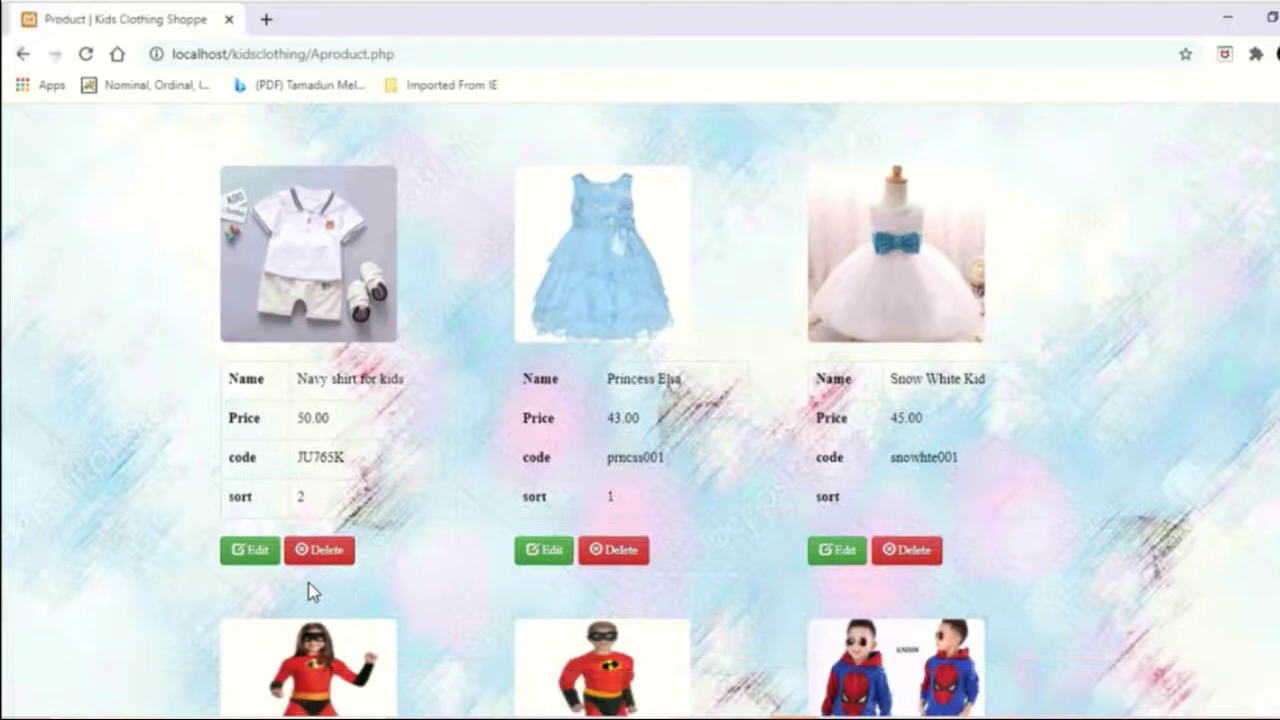 Product | Kids Clothing Shoppe
localhost/kidsclothing/Aproduct.php
Apps Nominal, Ordinal, I... (PDF) Tamadun Mel... Imported From IE
Name Navy shirt for kids
Price 50.00
code JU765K
sort 2
Edit Delete
Name Princess Elsa
Price 43.00
code prncss001
sort 1
Edit Delete
Name Snow White Kid
Price 45.00
code snowhte001
sort
Edit Delete